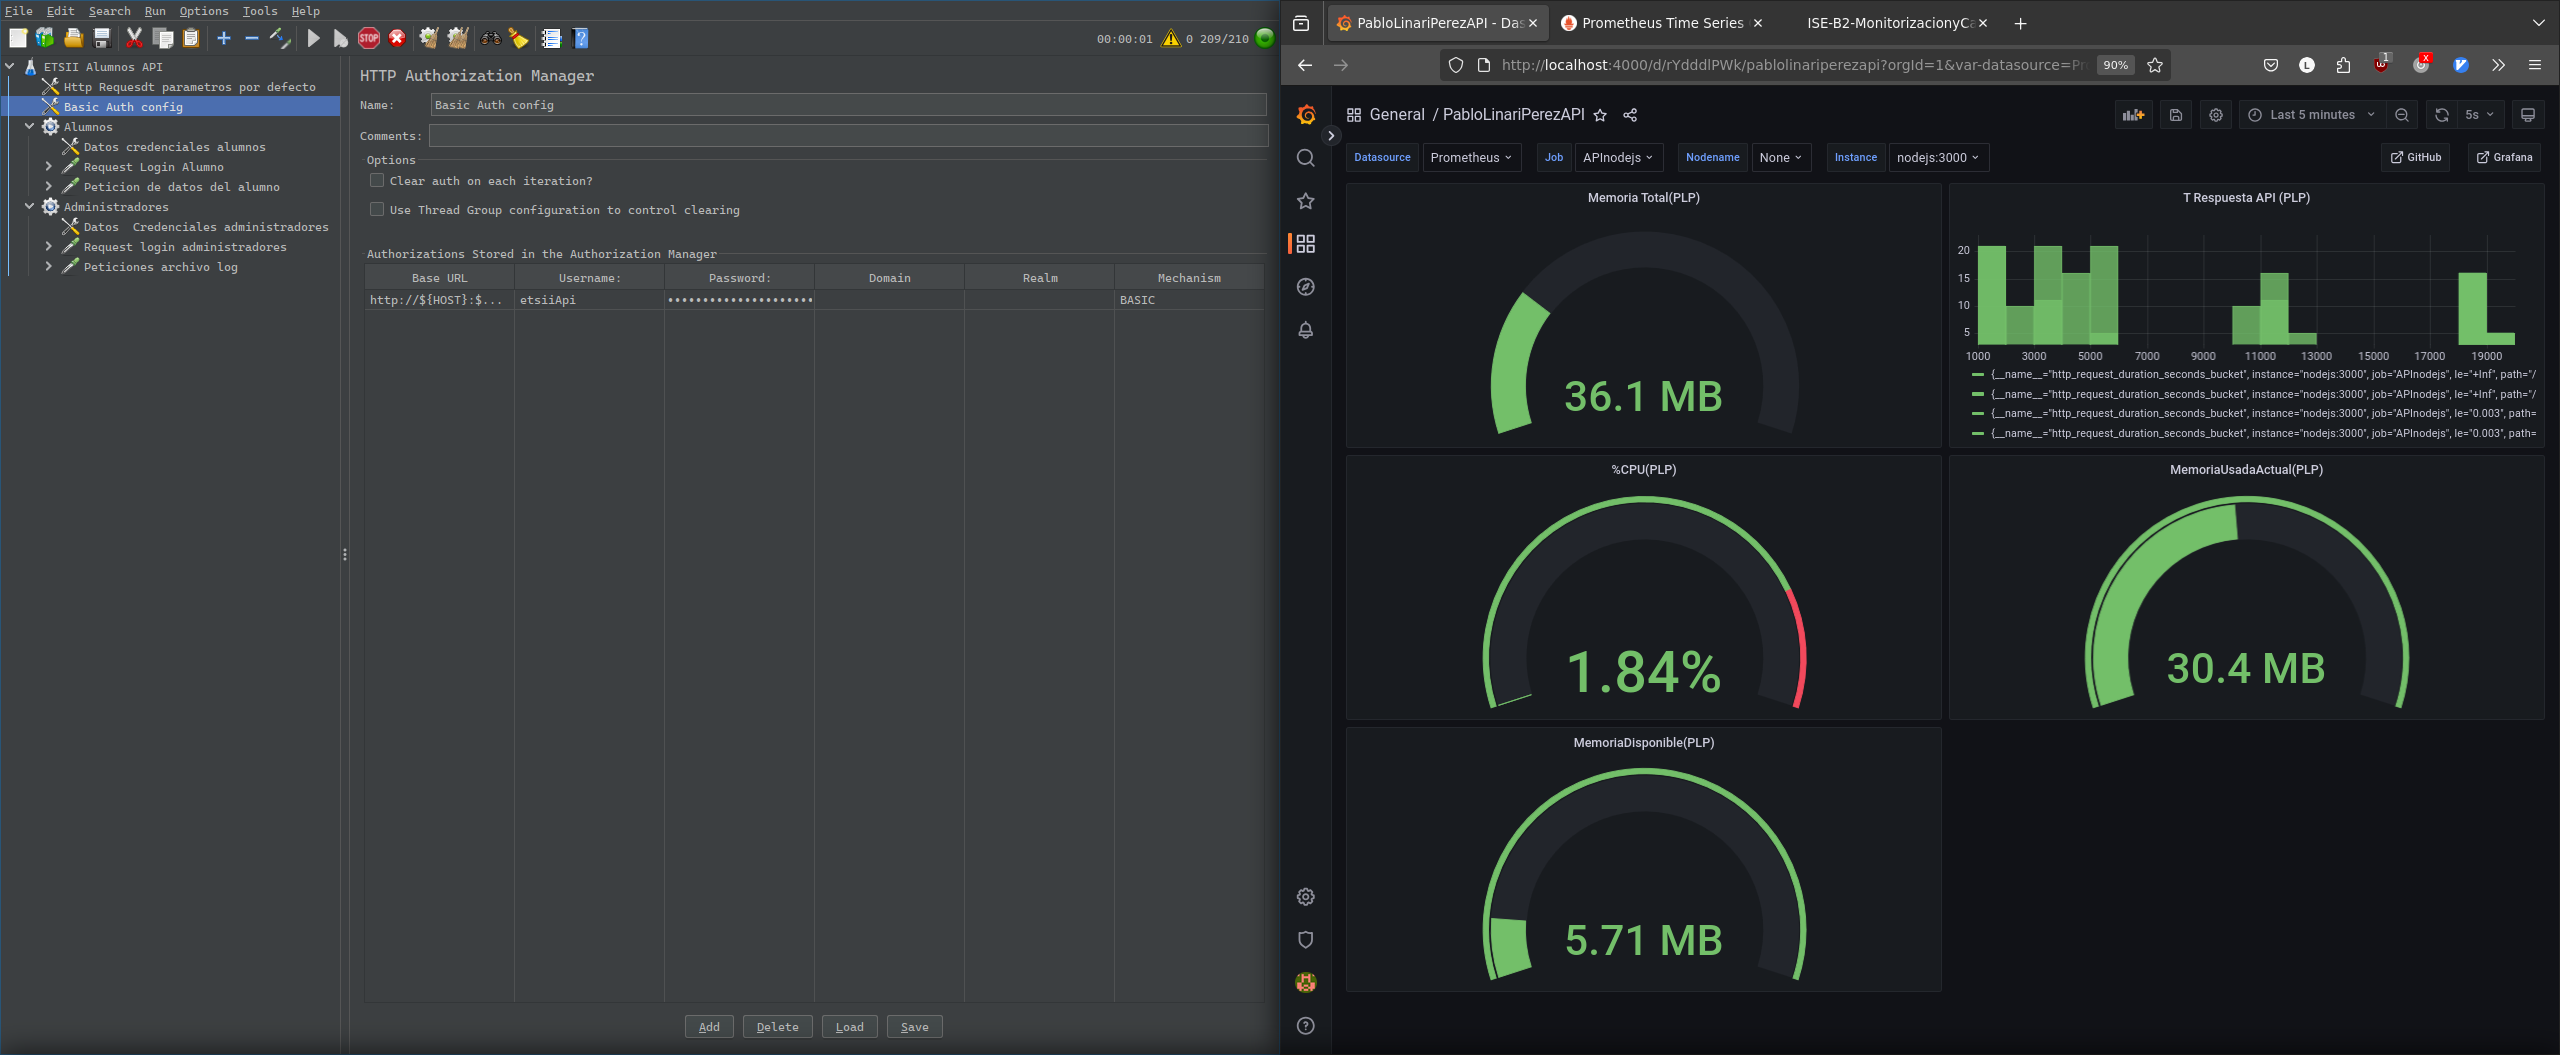 File Edit Search Run Options Tools Help
00:00:01 0 209/210
ETSII Alumnos API
Http Requesdt parametros por defecto
Basic Auth config
Alumnos
Datos credenciales alumnos
Request Login Alumno
Peticion de datos del alumno
Administradores
Datos Credenciales administradores
Request login administradores
Peticiones archivo log
HTTP Authorization Manager
Name: Basic Auth config
Comments:
Options
Clear auth on each iteration?
Use Thread Group configuration to control clearing
Authorizations Stored in the Authorization Manager
Base URL Username: Password: Domain Realm Mechanism
http://${HOST}:$... etsiiApi ••••••••••••••••••••• BASIC
Add Delete Load Save
PabloLinariPerezAPI - Das
Prometheus Time Series
ISE-B2-MonitorizacionyCa
http://localhost:4000/d/rYdddlPWk/pablolinariperezapi?orgId=1&var-datasource=Pr
90%
1
L
x
General / PabloLinariPerezAPI
Last 5 minutes
5s
Datasource Prometheus Job APInodejs Nodename None Instance nodejs:3000
GitHub Grafana
Memoria Total(PLP)
36.1 MB
T Respuesta API (PLP)
20
15
10
5
1000 3000 5000 7000 9000 11000 13000 15000 17000 19000
{__name__="http_request_duration_seconds_bucket", instance="nodejs:3000", job="APInodejs", le="+Inf", path="/
{__name__="http_request_duration_seconds_bucket", instance="nodejs:3000", job="APInodejs", le="+Inf", path="/
{__name__="http_request_duration_seconds_bucket", instance="nodejs:3000", job="APInodejs", le="0.003", path=
{__name__="http_request_duration_seconds_bucket", instance="nodejs:3000", job="APInodejs", le="0.003", path=
%CPU(PLP)
1.84%
MemoriaUsadaActual(PLP)
30.4 MB
MemoriaDisponible(PLP)
5.71 MB
STOP